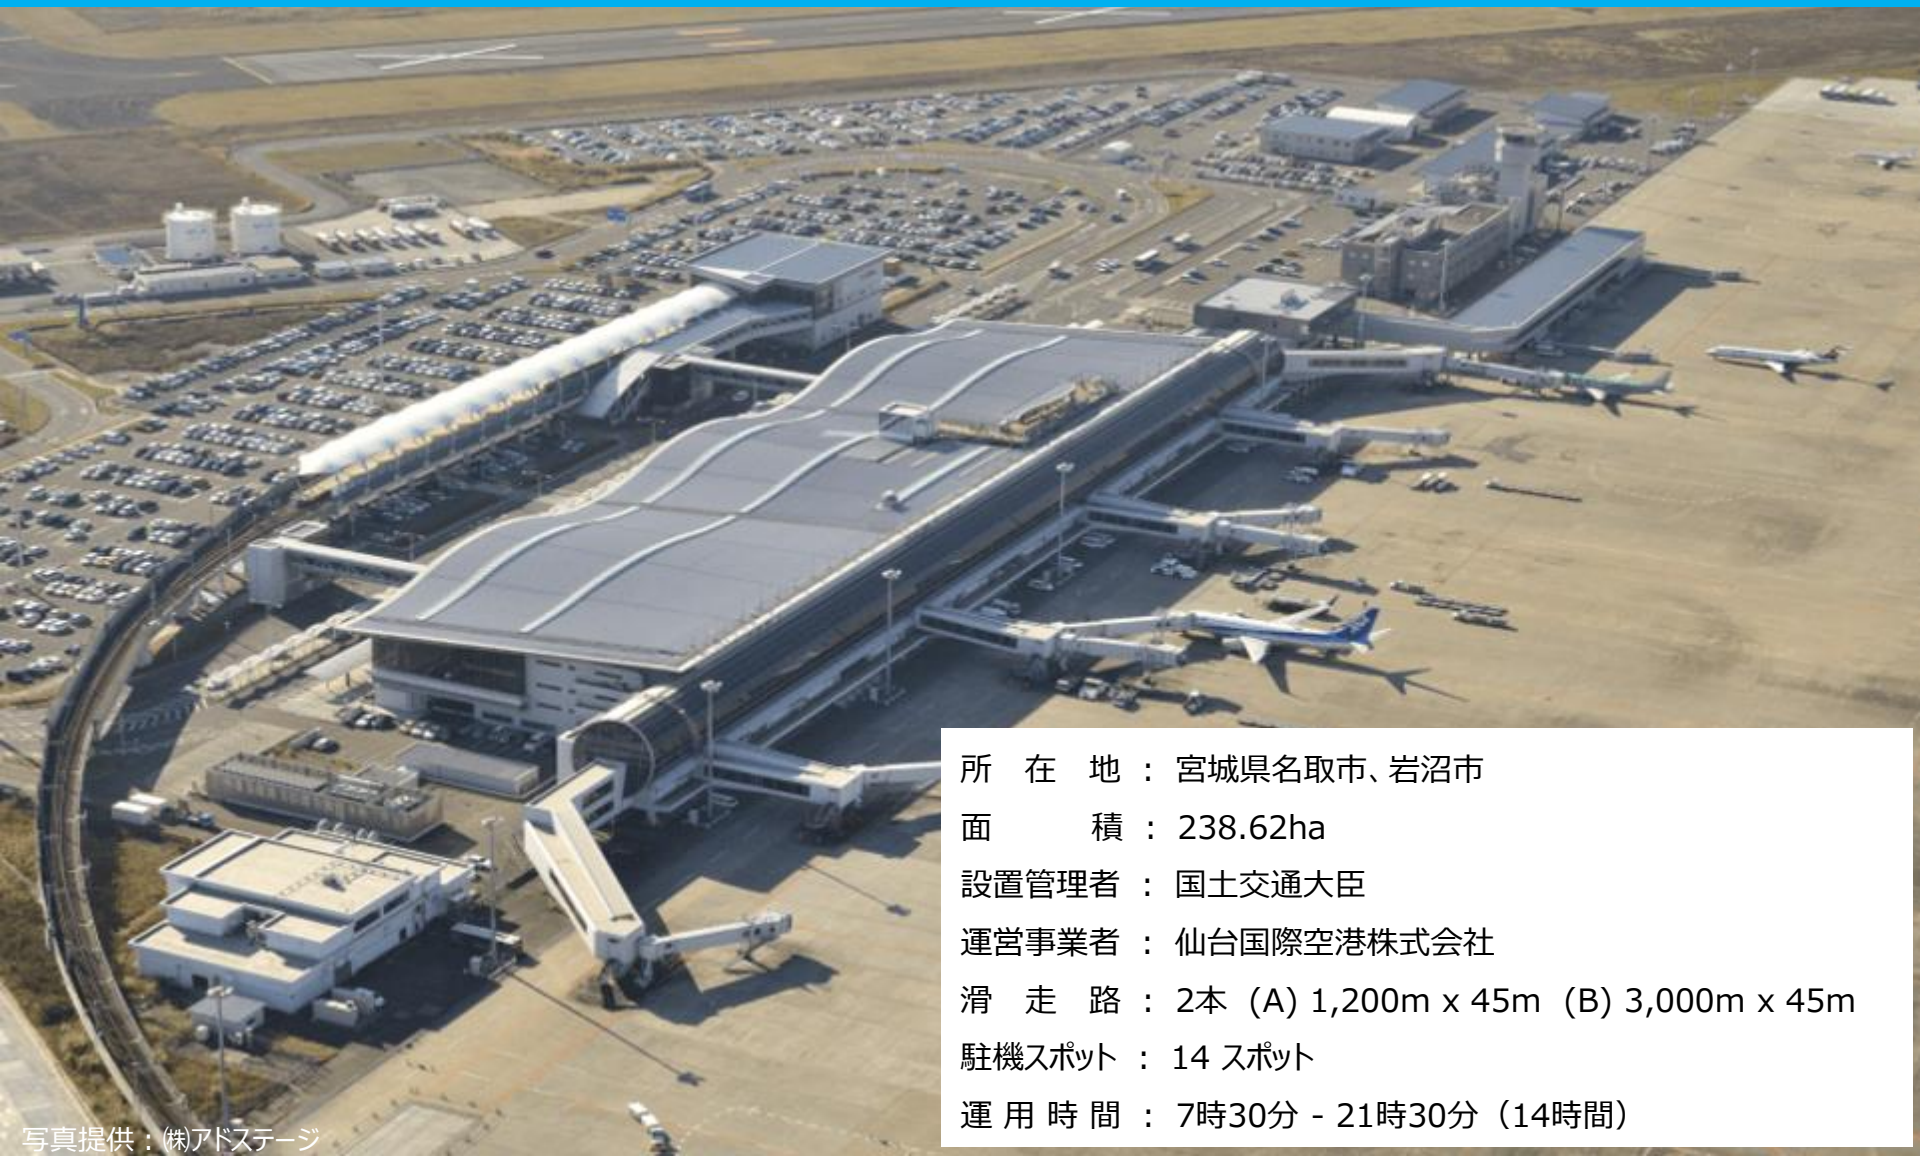 所 在 地 : 宮城県名取市、岩沼市
面 積 : 238.62ha
設置管理者 : 国土交通大臣
運営事業者 : 仙台国際空港株式会社
滑 走 路 : 2本 (A) 1,200m x 45m (B) 3,000m x 45m
駐機スポット : 14 スポット
運 用 時 間 : 7時30分 - 21時30分（14時間）
写真提供：㈱アドステージ